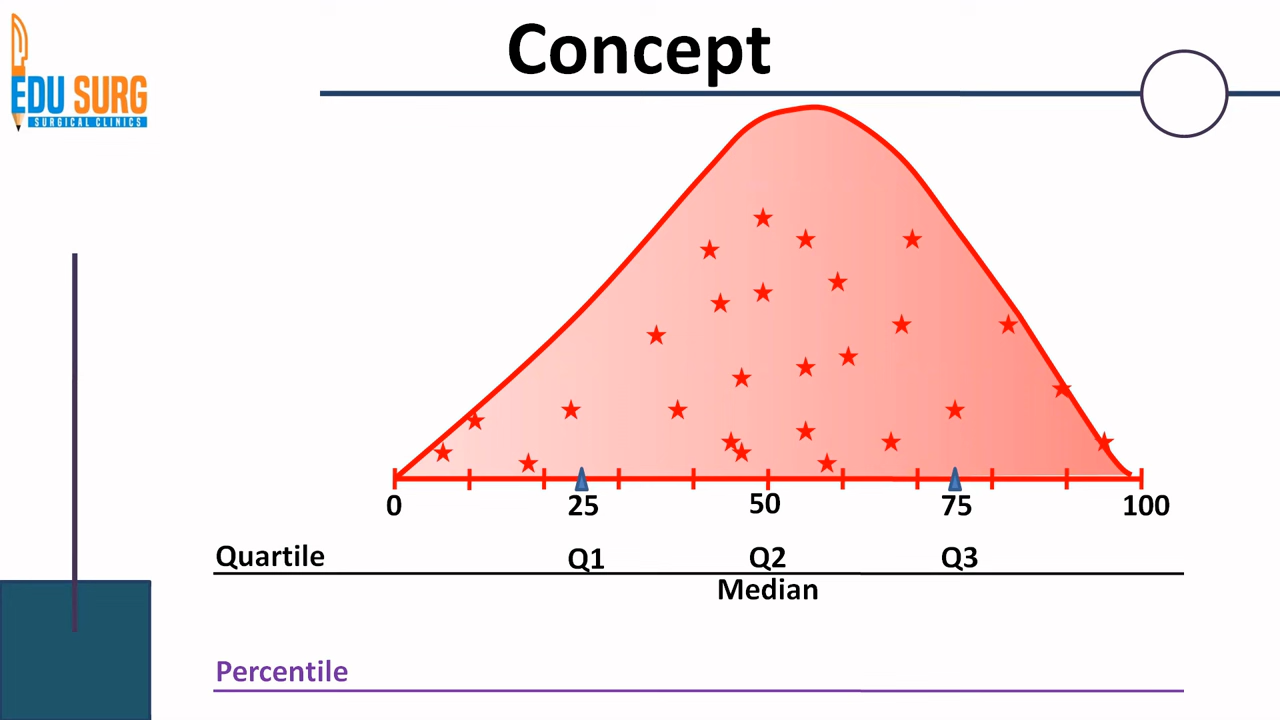 Concept
EDU SURG
SURGICAL CLINICS
0 25 50 75 100
Quartile Q1 Q2 Q3
Median
Percentile